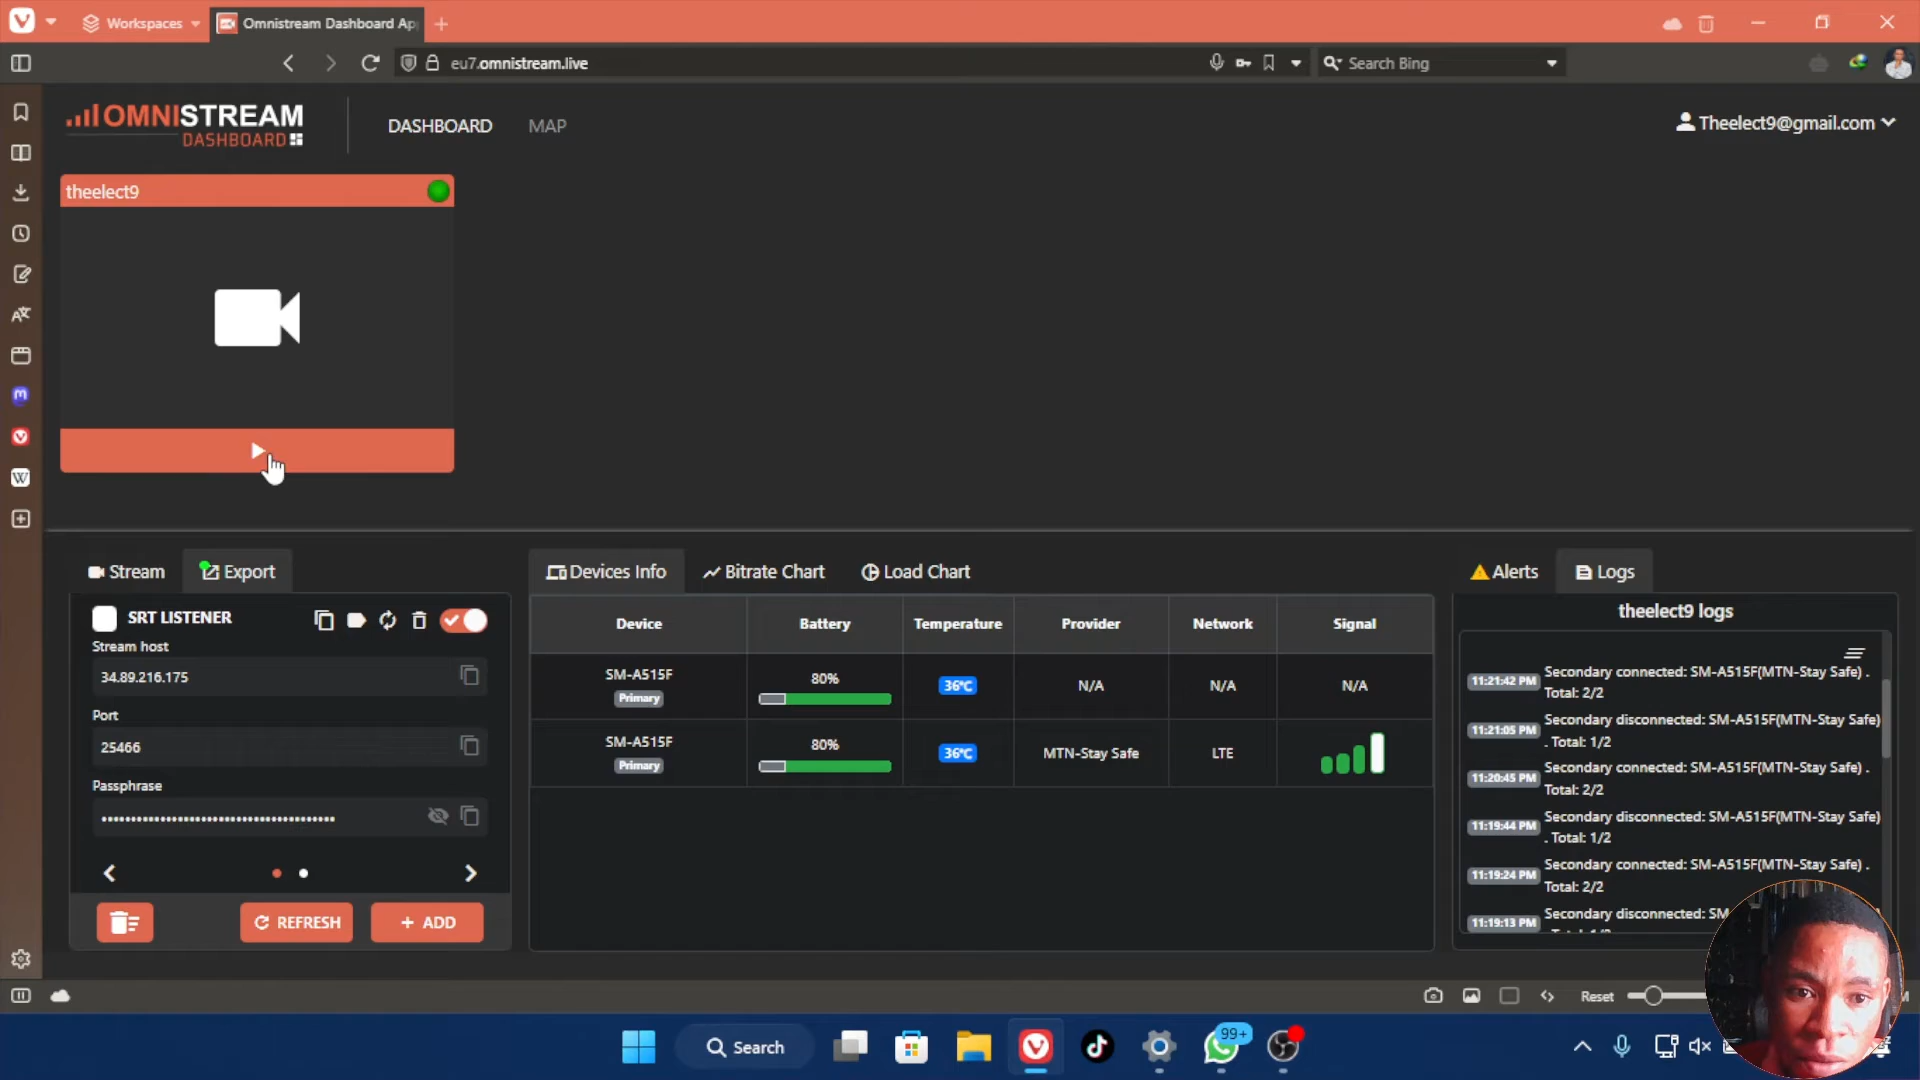 Workspaces
Omnistream Dashboard Ap
eu7.omnistream.live
Search Bing
OMNISTREAM
DASHBOARD
DASHBOARD
MAP
Theelect9@gmail.com
theelect9
Stream
Export
SRT LISTENER
Stream host
34.89.216.175
Port
25466
Passphrase
••••••••••••••••••••••••••••••••••••••••
REFRESH
+ ADD
Devices Info
Bitrate Chart
Load Chart
Device Battery Temperature Provider Network Signal
SM-A515F
Primary
80%
36°C
N/A
N/A
N/A
SM-A515F
Primary
80%
36°C
MTN-Stay Safe
LTE
Alerts
Logs
theelect9 logs
11:21:42 PM Secondary connected: SM-A515F(MTN-Stay Safe) .
Total: 2/2
11:21:05 PM Secondary disconnected: SM-A515F(MTN-Stay Safe)
. Total: 1/2
11:20:45 PM Secondary connected: SM-A515F(MTN-Stay Safe) .
Total: 2/2
11:19:44 PM Secondary disconnected: SM-A515F(MTN-Stay Safe)
. Total: 1/2
11:19:24 PM Secondary connected: SM-A515F(MTN-Stay Safe) .
Total: 2/2
11:19:13 PM Secondary disconnected: SM
Reset
Search
99+